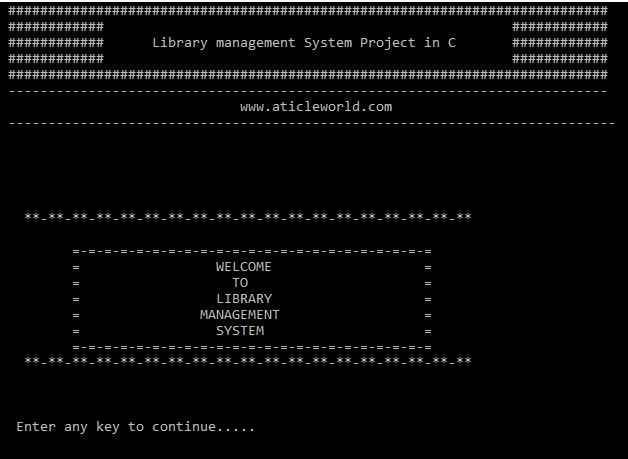 ###########################################################################
############ ############
############ Library management System Project in C ############
############ ############
###########################################################################
---------------------------------------------------------------------------
www.aticleworld.com
----------------------------------------------------------------------------
**-**-**-**-**-**-**-**-**-**-**-**-**-**-**-**-**-**-**
=-=-=-=-=-=-=-=-=-=-=-=-=-=-=-=-=-=-=-=-=-=-=
= WELCOME =
= TO =
= LIBRARY =
= MANAGEMENT =
= SYSTEM =
=-=-=-=-=-=-=-=-=-=-=-=-=-=-=-=-=-=-=-=-=-=-=
**-**-**-**-**-**-**-**-**-**-**-**-**-**-**-**-**-**-**
Enter any key to continue.....